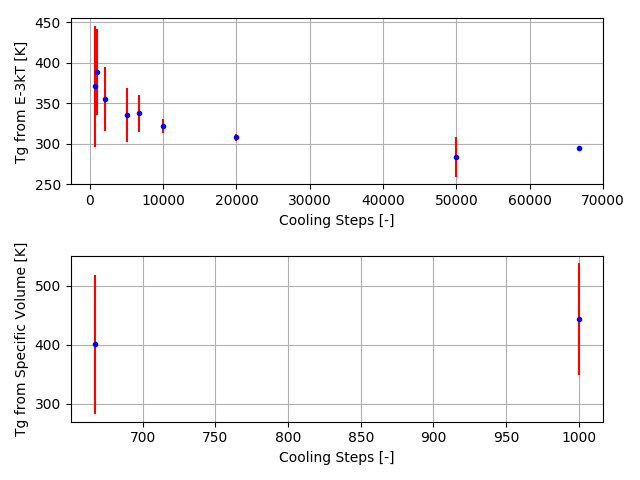 450
400
350
300
250
Tg from E-3kT [K]
0 10000 20000 30000 40000 50000 60000 70000
Cooling Steps [-]
500
400
300
Tg from Specific Volume [K]
700 750 800 850 900 950 1000
Cooling Steps [-]